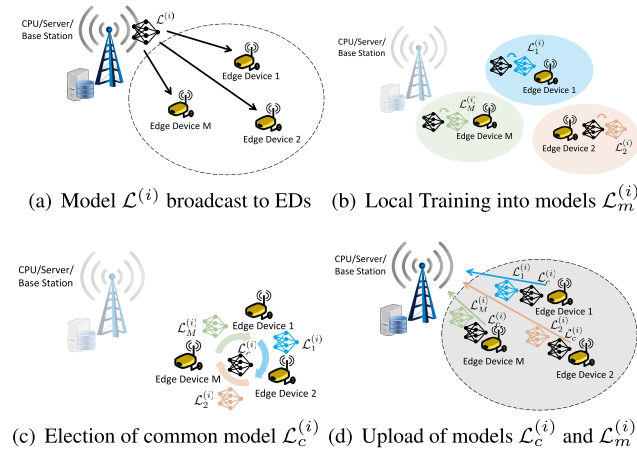 CPU/Server/
Base Station
ℒ^(i)
Edge Device 1
Edge Device M
Edge Device 2
(a) Model ℒ^(i) broadcast to EDs
CPU/Server/
Base Station
ℒ_1^(i)
Edge Device 1
ℒ_M^(i)
Edge Device M
Edge Device 2
ℒ_2^(i)
(b) Local Training into models ℒ_m^(i)
CPU/Server/
Base Station
Edge Device 1
ℒ_M^(i)
ℒ_1^(i)
ℒ_c^(i)
Edge Device M
Edge Device 2
ℒ_2^(i)
(c) Election of common model ℒ_c^(i)
CPU/Server/
Base Station
ℒ_1^(i) ℒ_c^(i)
Edge Device 1
ℒ_M^(i) ℒ_c^(i)
ℒ_2^(i) ℒ_c^(i)
Edge Device M
Edge Device 2
(d) Upload of models ℒ_c^(i) and ℒ_m^(i)